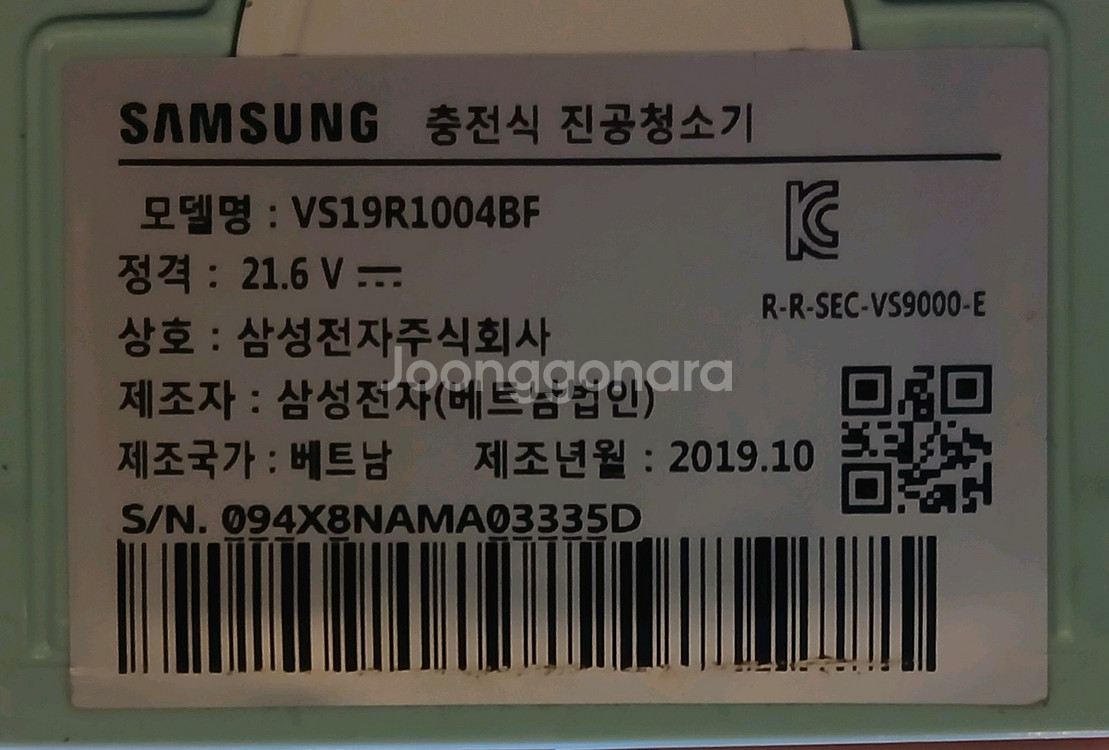 SAMSUNG 충전식 진공청소기
모델명 : VS19R1004BF
정격 : 21.6 V
R-R-SEC-VS9000-E
상호 : 삼성전자주식회사
Joonggonara
제조자 : 삼성전자(베트남법인)
제조국가 : 베트남 제조년월 : 2019.10
S/N. 094X8NAMA03335D